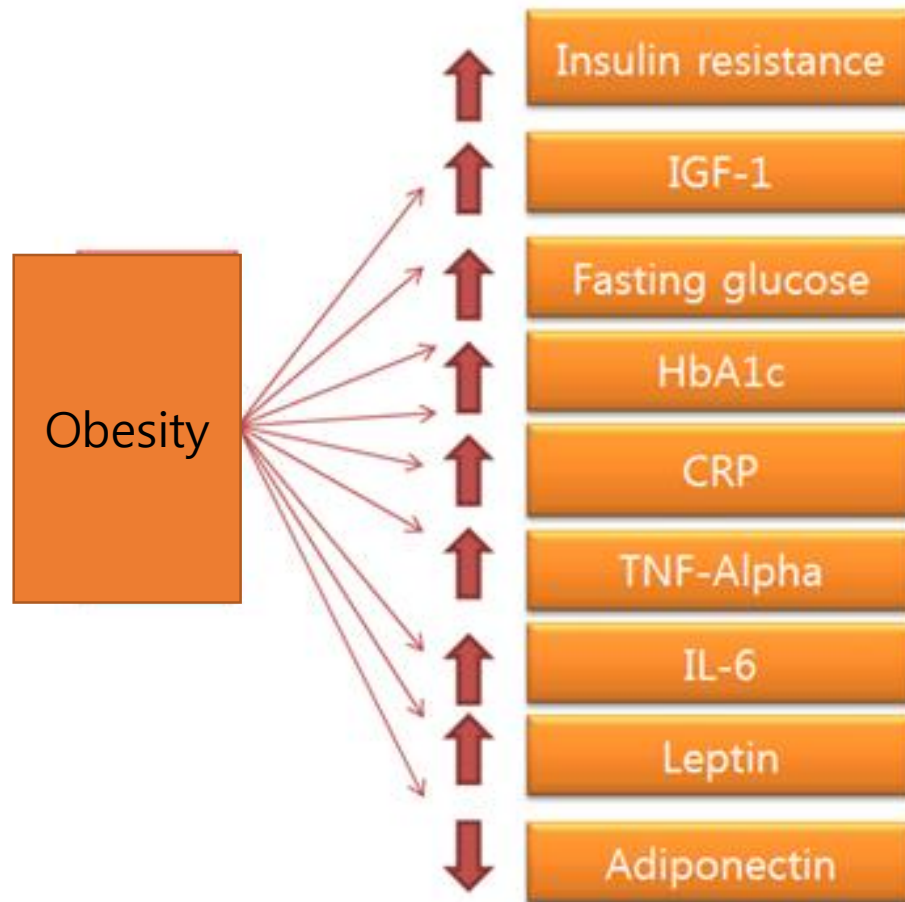 Obesity
Insulin resistance
IGF-1
Fasting glucose
HbA1c
CRP
TNF-Alpha
IL-6
Leptin
Adiponectin